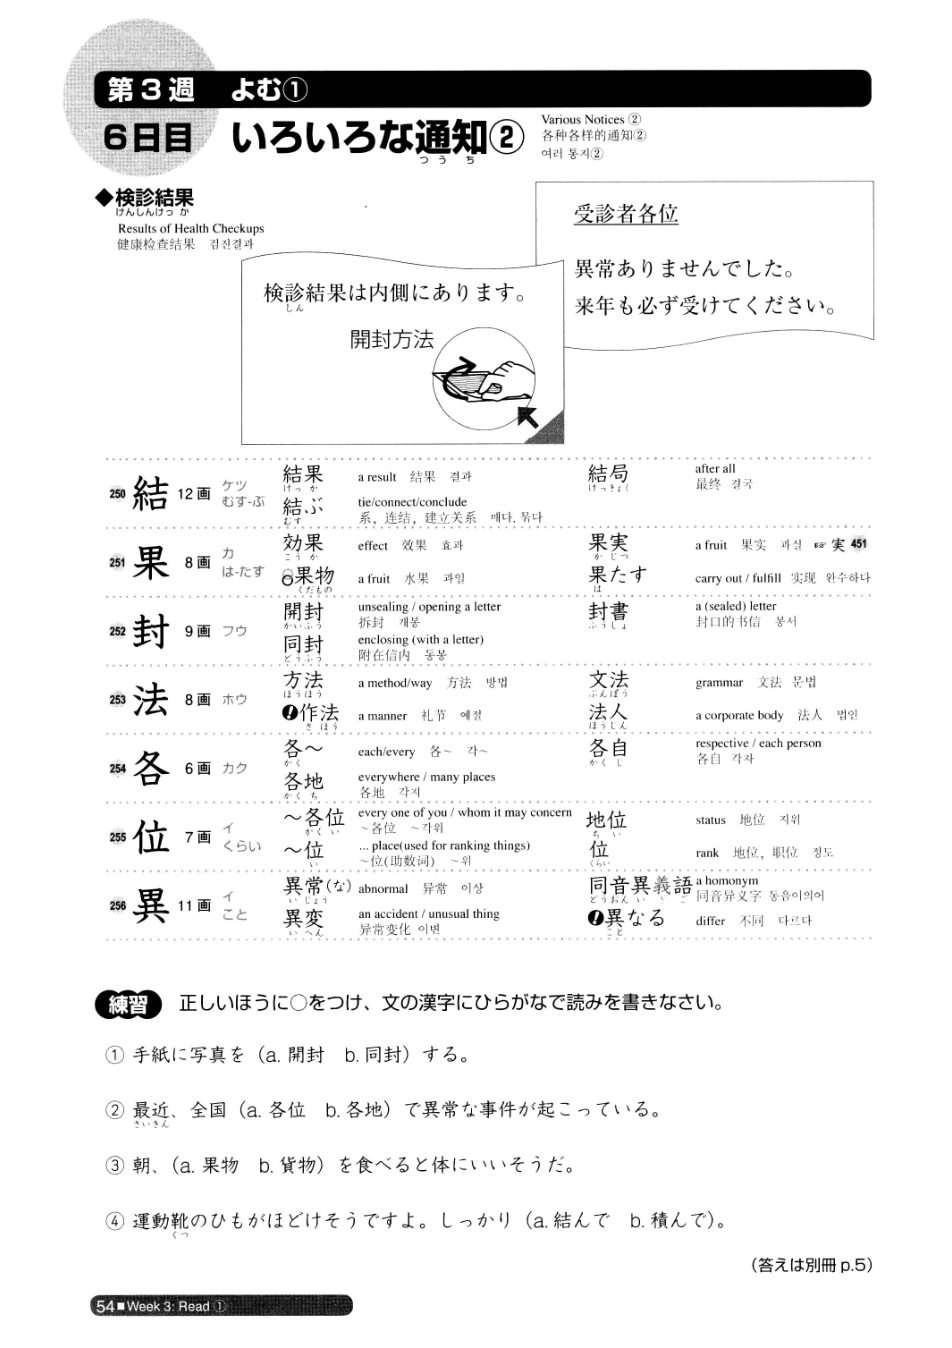 第3週 よむ①
6日目 いろいろな通知②
つうち
Various Notices ②
各种各样的通知②
여러 통지②
◆検診結果
けんしんけっか
Results of Health Checkups
健康检查结果 검진결과
受診者各位
異常ありませんでした。
来年も必ず受けてください。
検診結果は内側にあります。
しん
開封方法
250 結 12画 ケツ むす-ぶ
結果 けっか a result 结果 결과
結局 けっきょく after all 最终 결국
結ぶ むす tie/connect/conclude 系，连结，建立关系 매다. 묶다
251 果 8画 カ は-たす
効果 こうか effect 效果 효과
果実 かじつ a fruit 果实 과실 ☞ 実 451
○果物 くだもの a fruit 水果 과일
果たす は carry out / fulfill 实现 완수하다
252 封 9画 フウ
開封 かいふう unsealing / opening a letter 拆封 개봉
封書 ふうしょ a (sealed) letter 封口的书信 봉서
同封 どうふう enclosing (with a letter) 附在信内 동봉
253 法 8画 ホウ
方法 ほうほう a method/way 方法 방법
文法 ぶんぽう grammar 文法 문법
❗作法 さほう a manner 礼节 예절
法人 ほうじん a corporate body 法人 법인
254 各 6画 カク
各〜 かく each/every 各~ 각~
各自 かくじ respective / each person 各自 각자
各地 かくち everywhere / many places 各地 각지
255 位 7画 イ くらい
〜各位 かくい every one of you / whom it may concern ~各位 ~각위
地位 ちい status 地位 지위
〜位 い ... place(used for ranking things) ~位(助数词) ~위
位 くらい rank 地位，职位 정도
256 異 11画 イ こと
異常(な) いじょう abnormal 异常 이상
同音異義語 どうおんいぎご a homonym 同音异义字 동음이의어
異変 いへん an accident / unusual thing 异常变化 이변
❗異なる こと differ 不同 다르다
練習 正しいほうに○をつけ、文の漢字にひらがなで読みを書きなさい。
① 手紙に写真を（a. 開封 b. 同封）する。
② 最近、全国（a. 各位 b. 各地）で異常な事件が起こっている。
さいきん
③ 朝、（a. 果物 b. 貨物）を食べると体にいいそうだ。
④ 運動靴のひもがほどけそうですよ。しっかり（a. 結んで b. 積んで）。
くつ
（答えは別冊 p.5）
54 ■ Week 3: Read ①